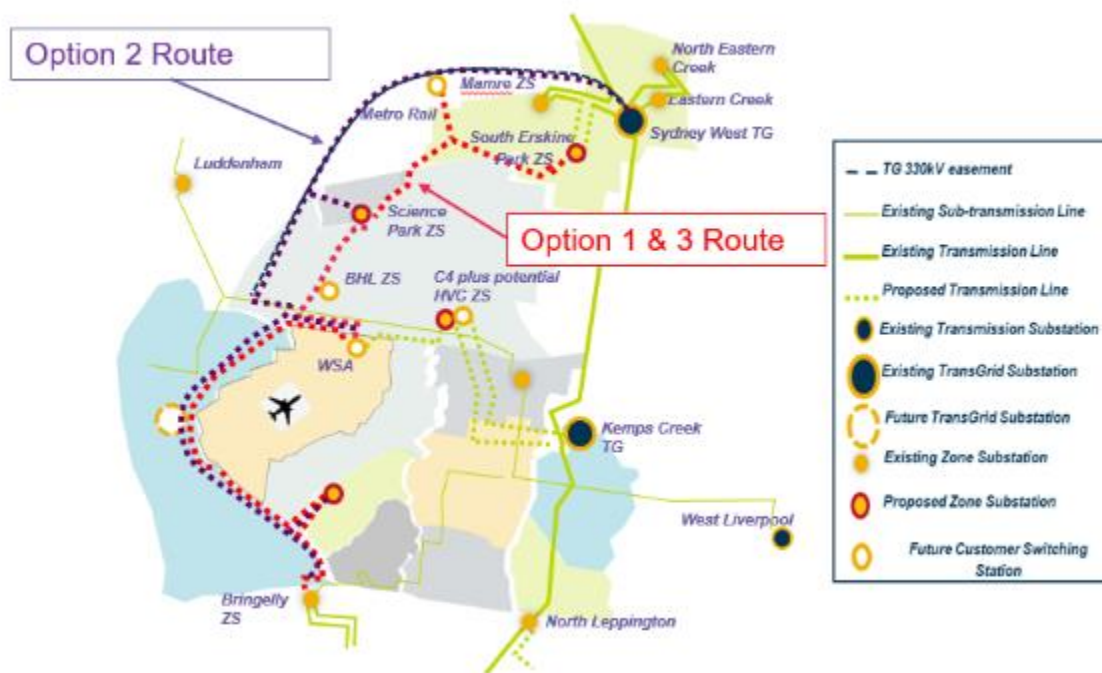 Option 2 Route
North Eastern
Creek
Mamre ZS
Eastern Creek
Metro Rail
Sydney West TG
South Erskine
Park ZS
Luddenham
Science
Park ZS
Option 1 & 3 Route
BHL ZS
C4 plus potential
HVC ZS
WSA
Kemps Creek
TG
West Liverpool
Bringelly
ZS
North Leppington
TG 330kV easement
Existing Sub-transmission Line
Existing Transmission Line
Proposed Transmission Line
Existing Transmission Substation
Existing TransGrid Substation
Future TransGrid Substation
Existing Zone Substation
Proposed Zone Substation
Future Customer Switching
Station